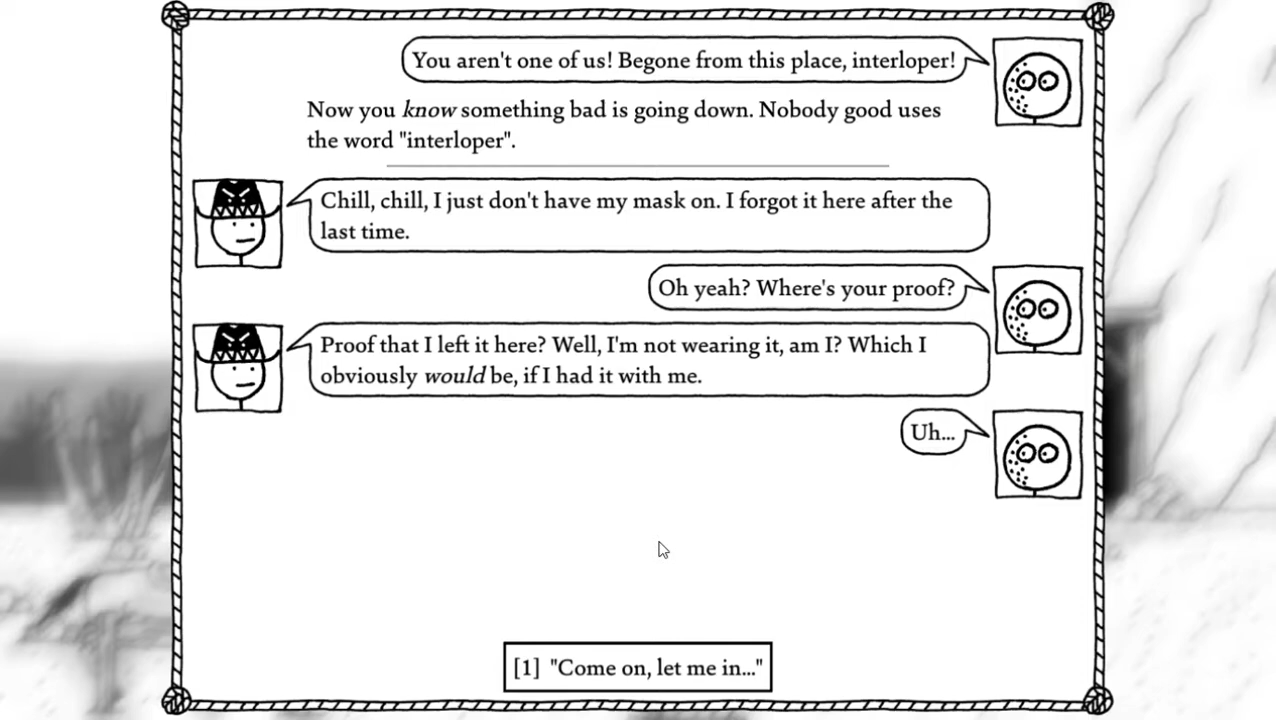 You aren't one of us! Begone from this place, interloper!
Now you know something bad is going down. Nobody good uses
the word "interloper".
Chill, chill, I just don't have my mask on. I forgot it here after the
last time.
Oh yeah? Where's your proof?
Proof that I left it here? Well, I'm not wearing it, am I? Which I
obviously would be, if I had it with me.
Uh...
[1] "Come on, let me in..."